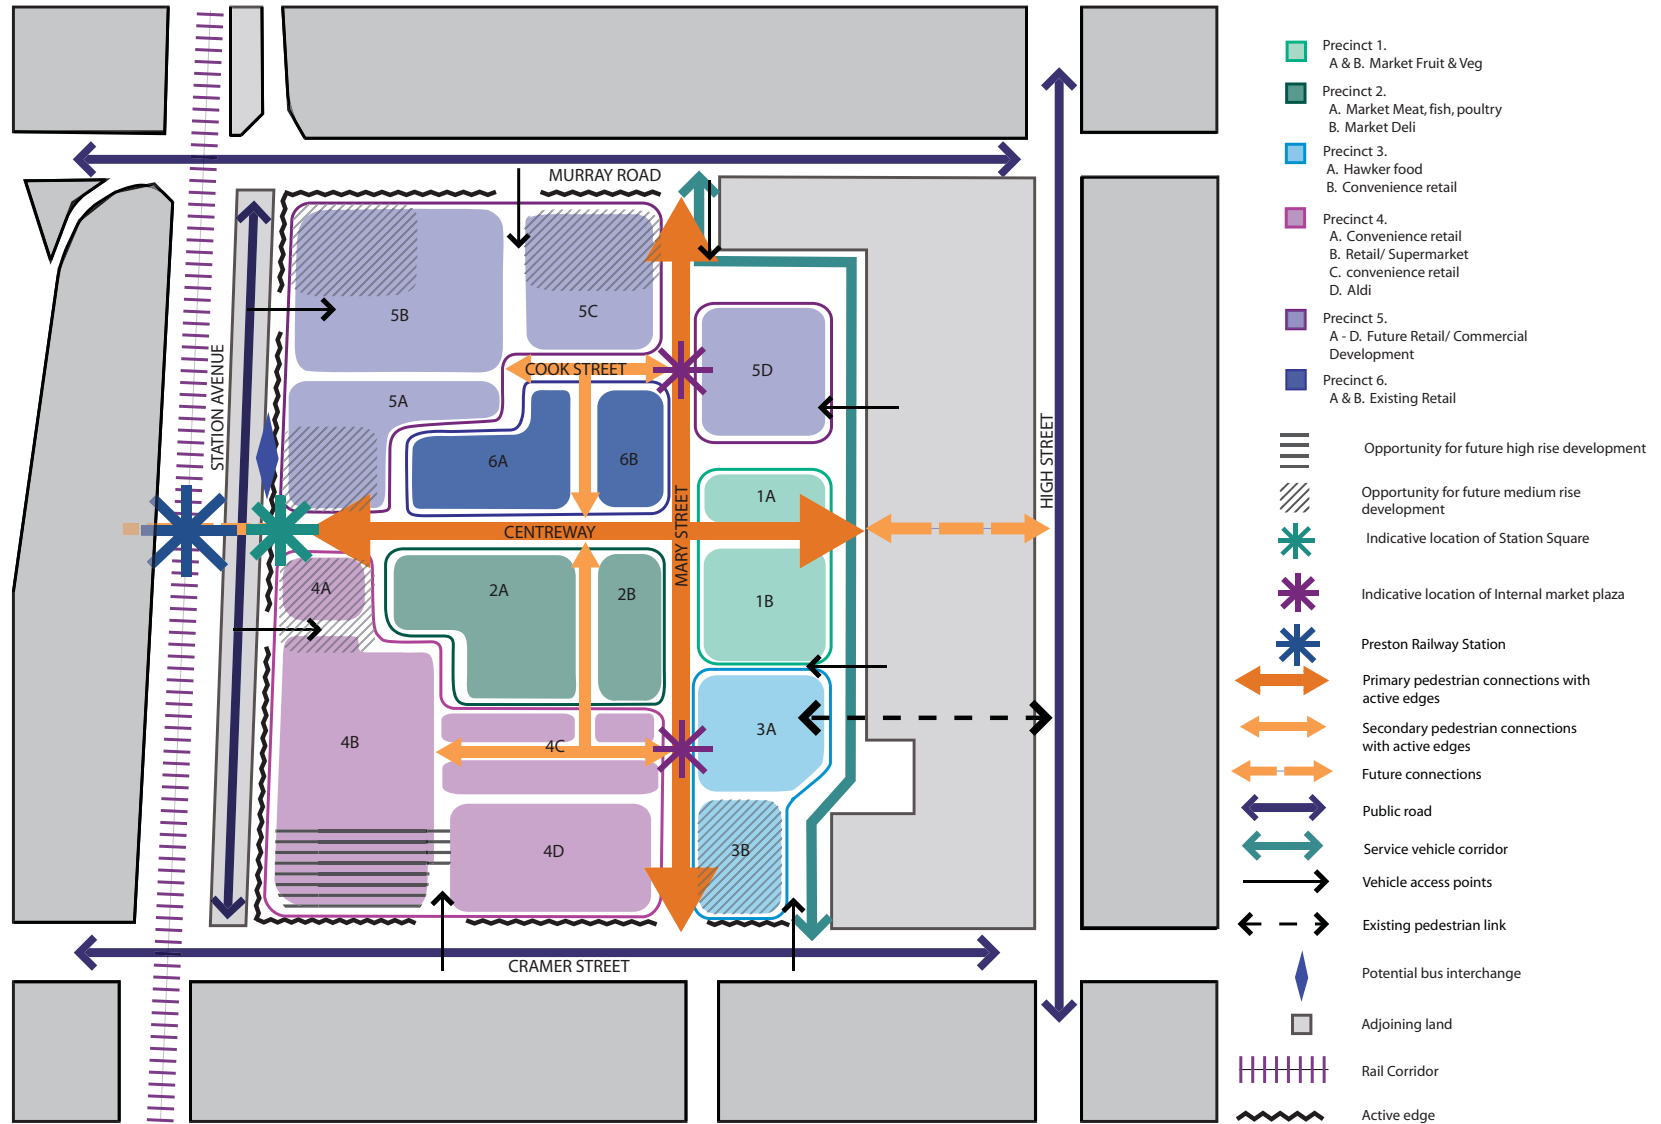 MURRAY ROAD
STATION AVENUE
5B
5C
COOK STREET
5D
5A
6A
6B
HIGH STREET
1A
CENTREWAY
MARY STREET
4A
2A
2B
1B
3A
4B
4C
4D
3B
CRAMER STREET
Precinct 1.
A & B. Market Fruit & Veg
Precinct 2.
A. Market Meat, fish, poultry
B. Market Deli
Precinct 3.
A. Hawker food
B. Convenience retail
Precinct 4.
A. Convenience retail
B. Retail/ Supermarket
C. convenience retail
D. Aldi
Precinct 5.
A - D. Future Retail/ Commercial
Development
Precinct 6.
A & B. Existing Retail
Opportunity for future high rise development
Opportunity for future medium rise
development
Indicative location of Station Square
Indicative location of Internal market plaza
Preston Railway Station
Primary pedestrian connections with
active edges
Secondary pedestrian connections
with active edges
Future connections
Public road
Service vehicle corridor
Vehicle access points
Existing pedestrian link
Potential bus interchange
Adjoining land
Rail Corridor
Active edge